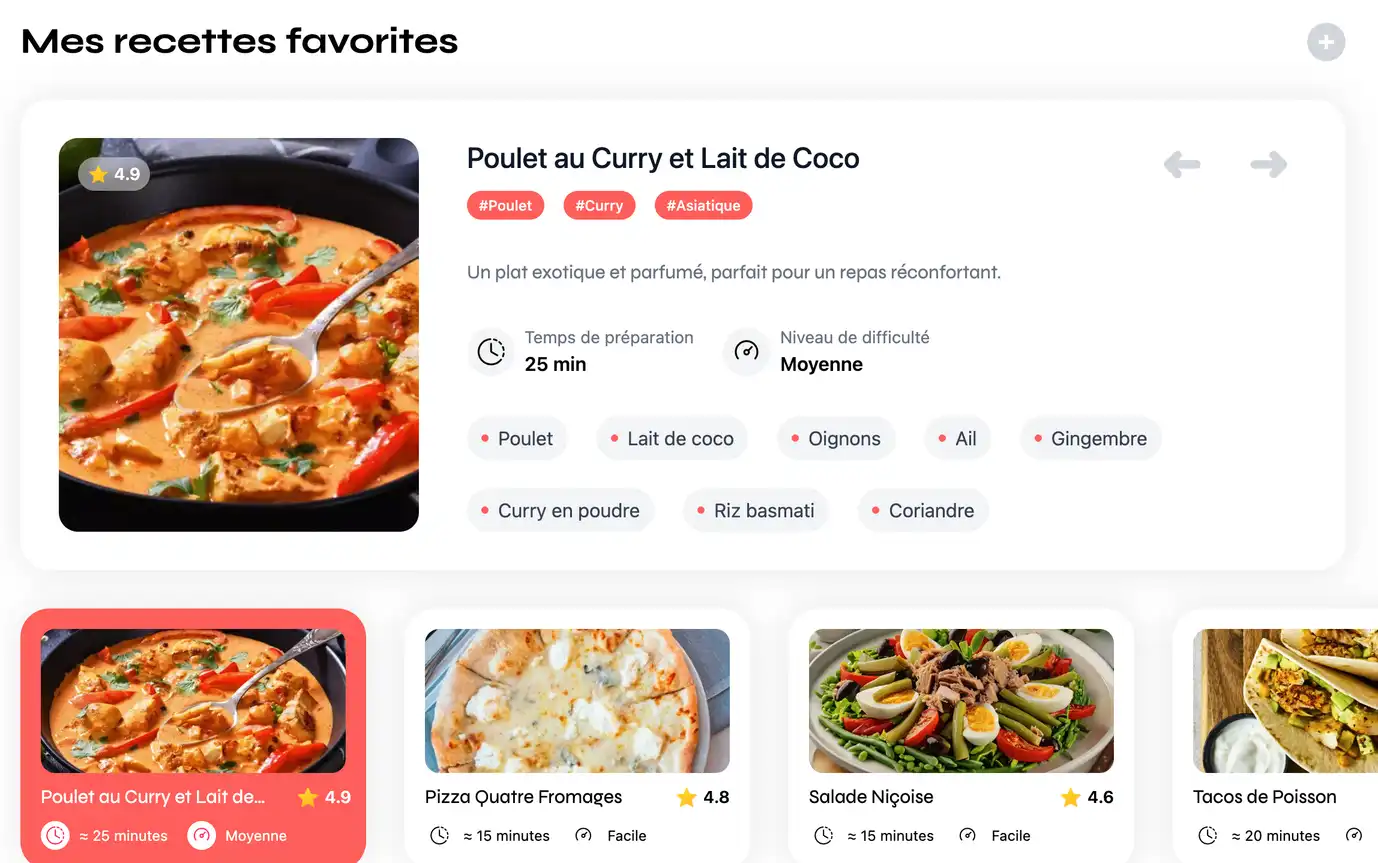 Mes recettes favorites
4.9
Poulet au Curry et Lait de Coco
#Poulet #Curry #Asiatique
Un plat exotique et parfumé, parfait pour un repas réconfortant.
Temps de préparation
25 min
Niveau de difficulté
Moyenne
Poulet Lait de coco Oignons Ail Gingembre
Curry en poudre Riz basmati Coriandre
Poulet au Curry et Lait de... 4.9
≈ 25 minutes Moyenne
Pizza Quatre Fromages 4.8
≈ 15 minutes Facile
Salade Niçoise 4.6
≈ 15 minutes Facile
Tacos de Poisson
≈ 20 minutes